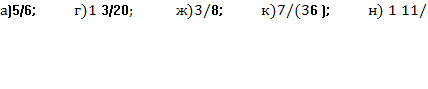 а)5/6; г)1 3/20; ж)3/8; к)7/(36 ); н) 1 11/